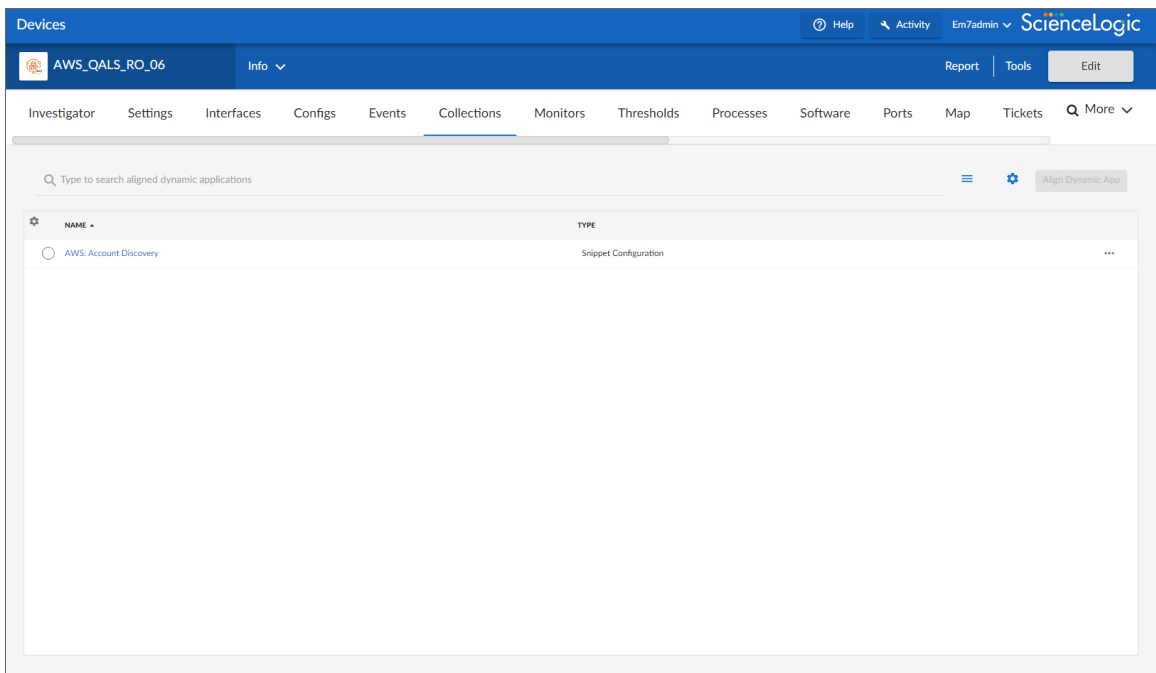 Devices
Help
Activity
Em7admin
ScienceLogic
AWS_QALS_RO_06
Info
Report
Tools
Edit
Investigator Settings Interfaces Configs Events Collections Monitors Thresholds Processes Software Ports Map Tickets More
Type to search aligned dynamic applications
Align Dynamic App
NAME TYPE
AWS: Account Discovery Snippet Configuration